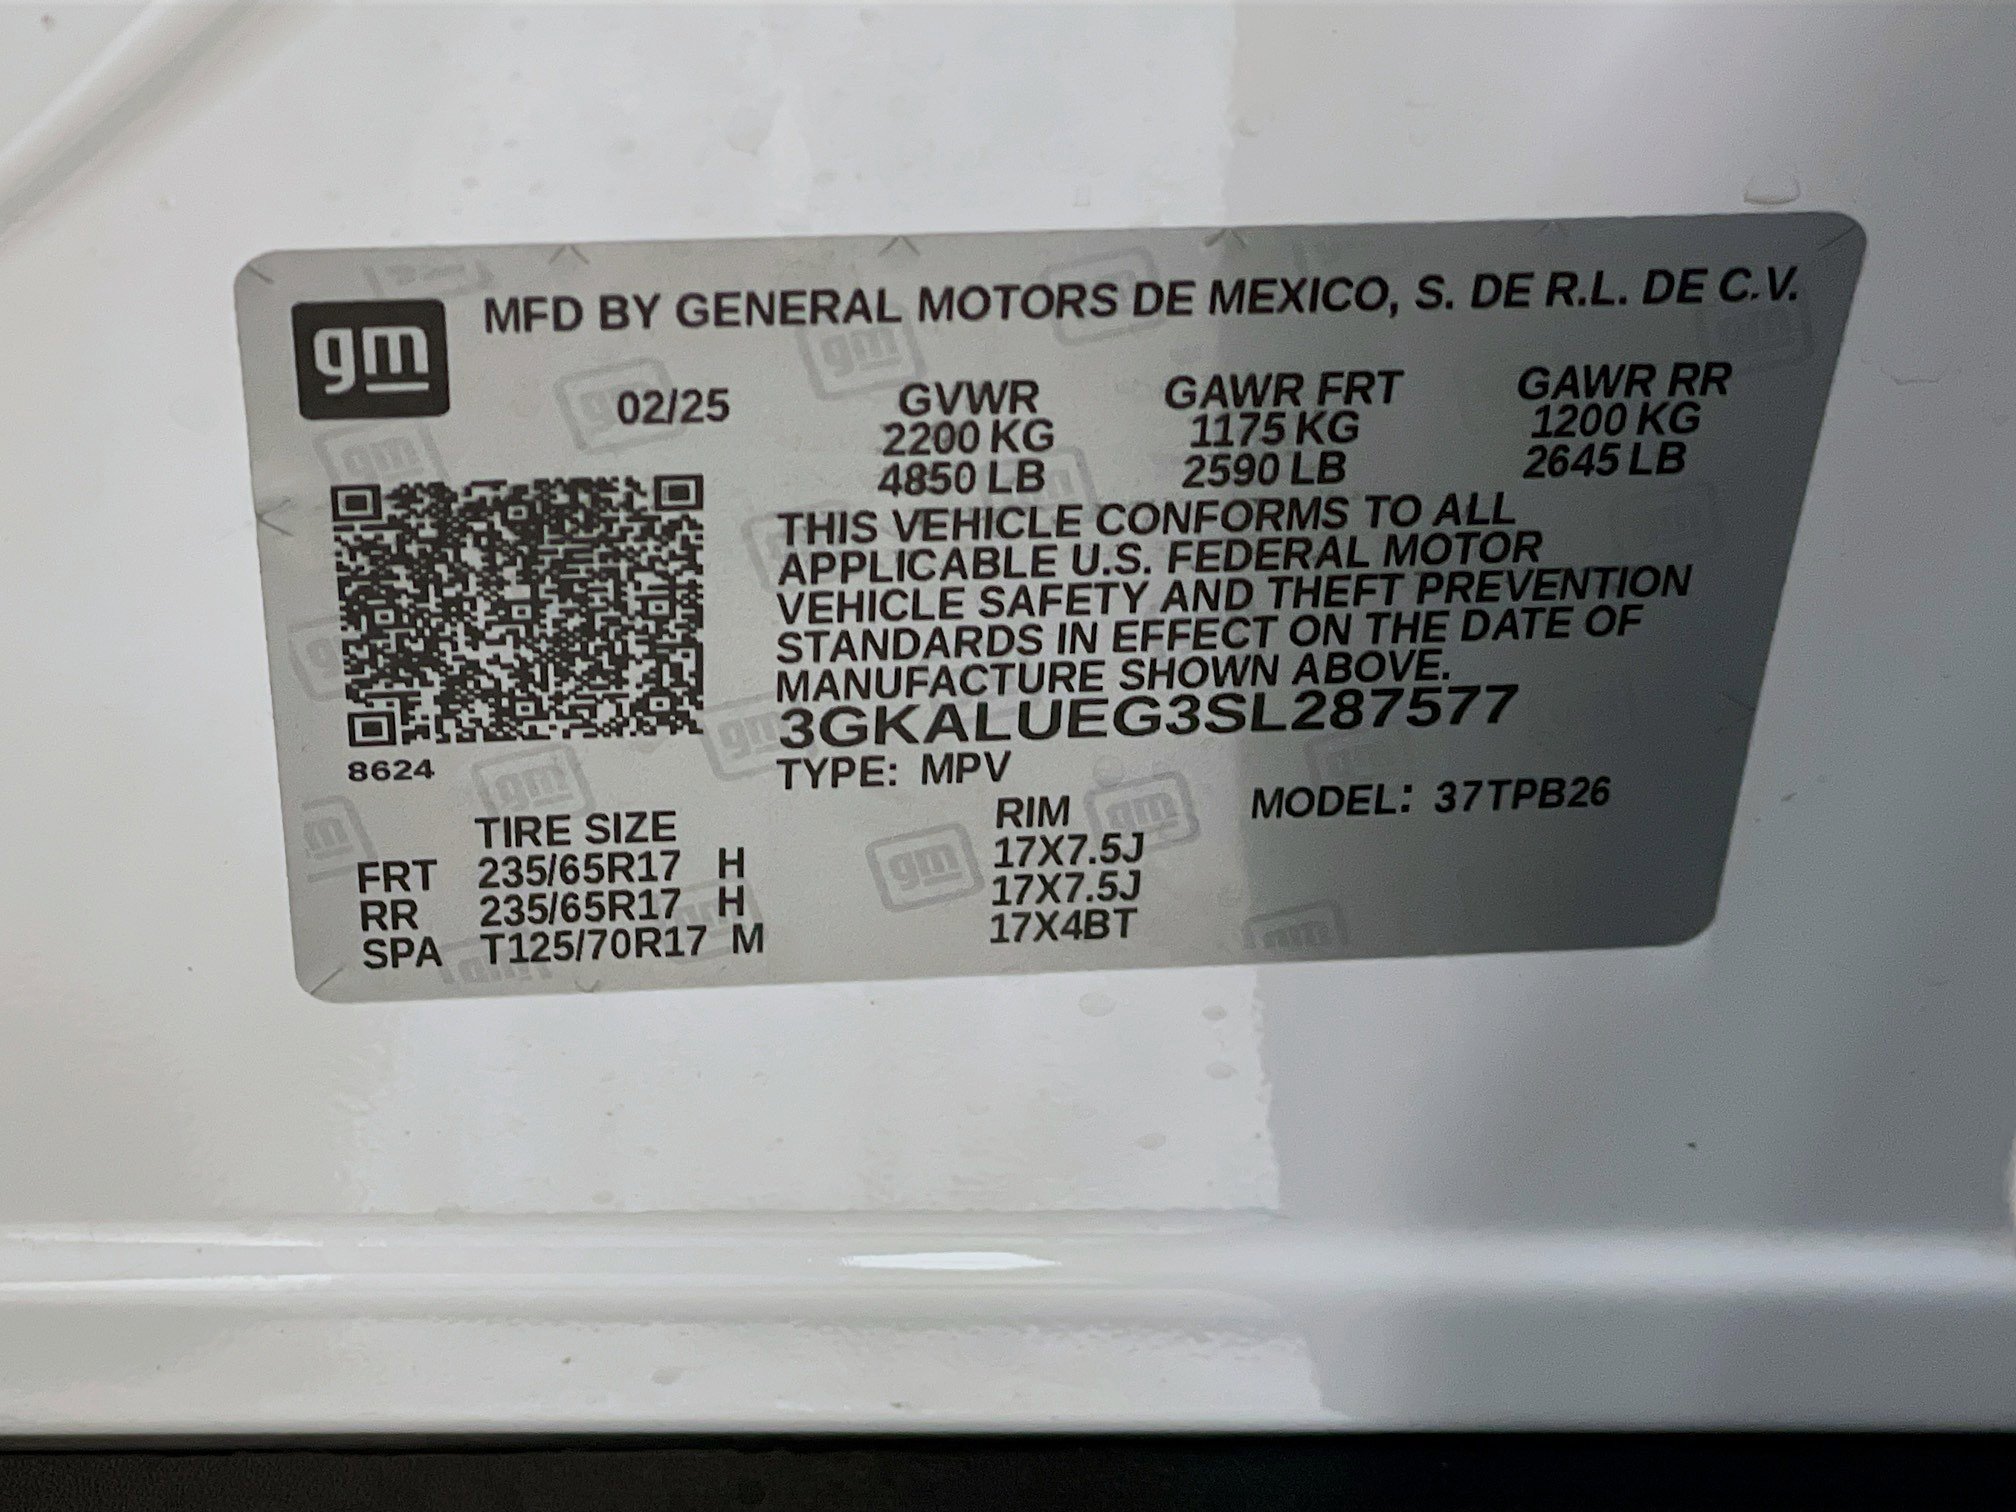 gm
MFD BY GENERAL MOTORS DE MEXICO, S. DE R.L. DE C.V.
02/25 GVWR GAWR FRT GAWR RR
2200 KG 1175 KG 1200 KG
4850 LB 2590 LB 2645 LB
THIS VEHICLE CONFORMS TO ALL
APPLICABLE U.S. FEDERAL MOTOR
VEHICLE SAFETY AND THEFT PREVENTION
STANDARDS IN EFFECT ON THE DATE OF
MANUFACTURE SHOWN ABOVE.
3GKALUEG3SL287577
8624
TYPE: MPV MODEL: 37TPB26
TIRE SIZE RIM
FRT 235/65R17 H 17X7.5J
RR 235/65R17 H 17X7.5J
SPA T125/70R17 M 17X4BT